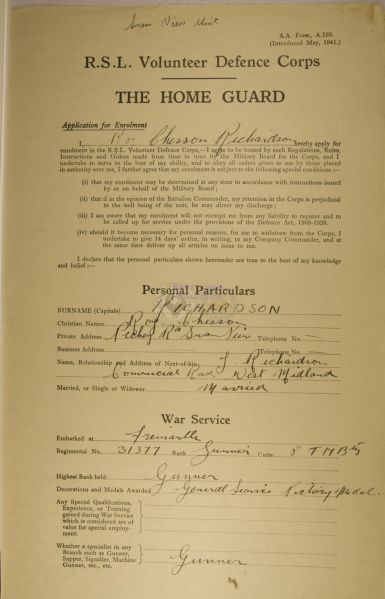 Swan View Unit
A.A. Form, A.150.
(Introduced May, 1941.)
R.S.L. Volunteer Defence Corps
THE HOME GUARD
Application for Enrolment
I, Roy Chesson Richardson hereby apply for
enrolment in the R.S.L. Volunteer Defence Corps,—I agree to be bound by such Regulations, Rules,
Instructions and Orders made from time to time by the Military Board for the Corps, and I
undertake to serve to the best of my ability, and to obey all orders given to me by those placed
in authority over me, I further agree that my enrolment is subject to the following special conditions :—
(i) that my enrolment may be determined at any time in accordance with instructions issued
by or on behalf of the Military Board;
(ii) that if in the opinion of the Battalion Commander, my retention in the Corps is prejudicial
to the well being of the unit, he may direct my discharge;
(iii) I am aware that my enrolment will not exempt me from any liability to register and to
be called up for service under the provisions of the Defence Act, 1903-1939.
(iv) should it become necessary for personal reasons, for me to withdraw from the Corps, I
undertake to give 14 days' notice, in writing, to my Company Commander, and at
the same time deliver up all articles on issue to me.
I declare that the personal particulars shown hereunder are true to the best of my knowledge
and belief:—
Personal Particulars
SURNAME (Capitals) RICHARDSON
Christian Names Roy Chesson
Private Address Rd Swan View Telephone No. —
Business Address Telephone No.
Name, Relationship and Address of Next-of-kin J Richardson
Commercial Road West Midland
Married, or Single or Widower Married
War Service
Embarked at Fremantle
Regimental No. 31377 Rank Gunner Units 8 T M Bty
Highest Rank held Gunner
Decorations and Medals Awarded General Service Victory Medal.
Any Special Qualifications,
Experience, or Training
gained during War Service
which is considered are of
value for special employ-
ment.
Whether a specialist in any
Branch such as Gunner,
Sapper, Signaller, Machine
Gunner, etc., etc.
Gunner